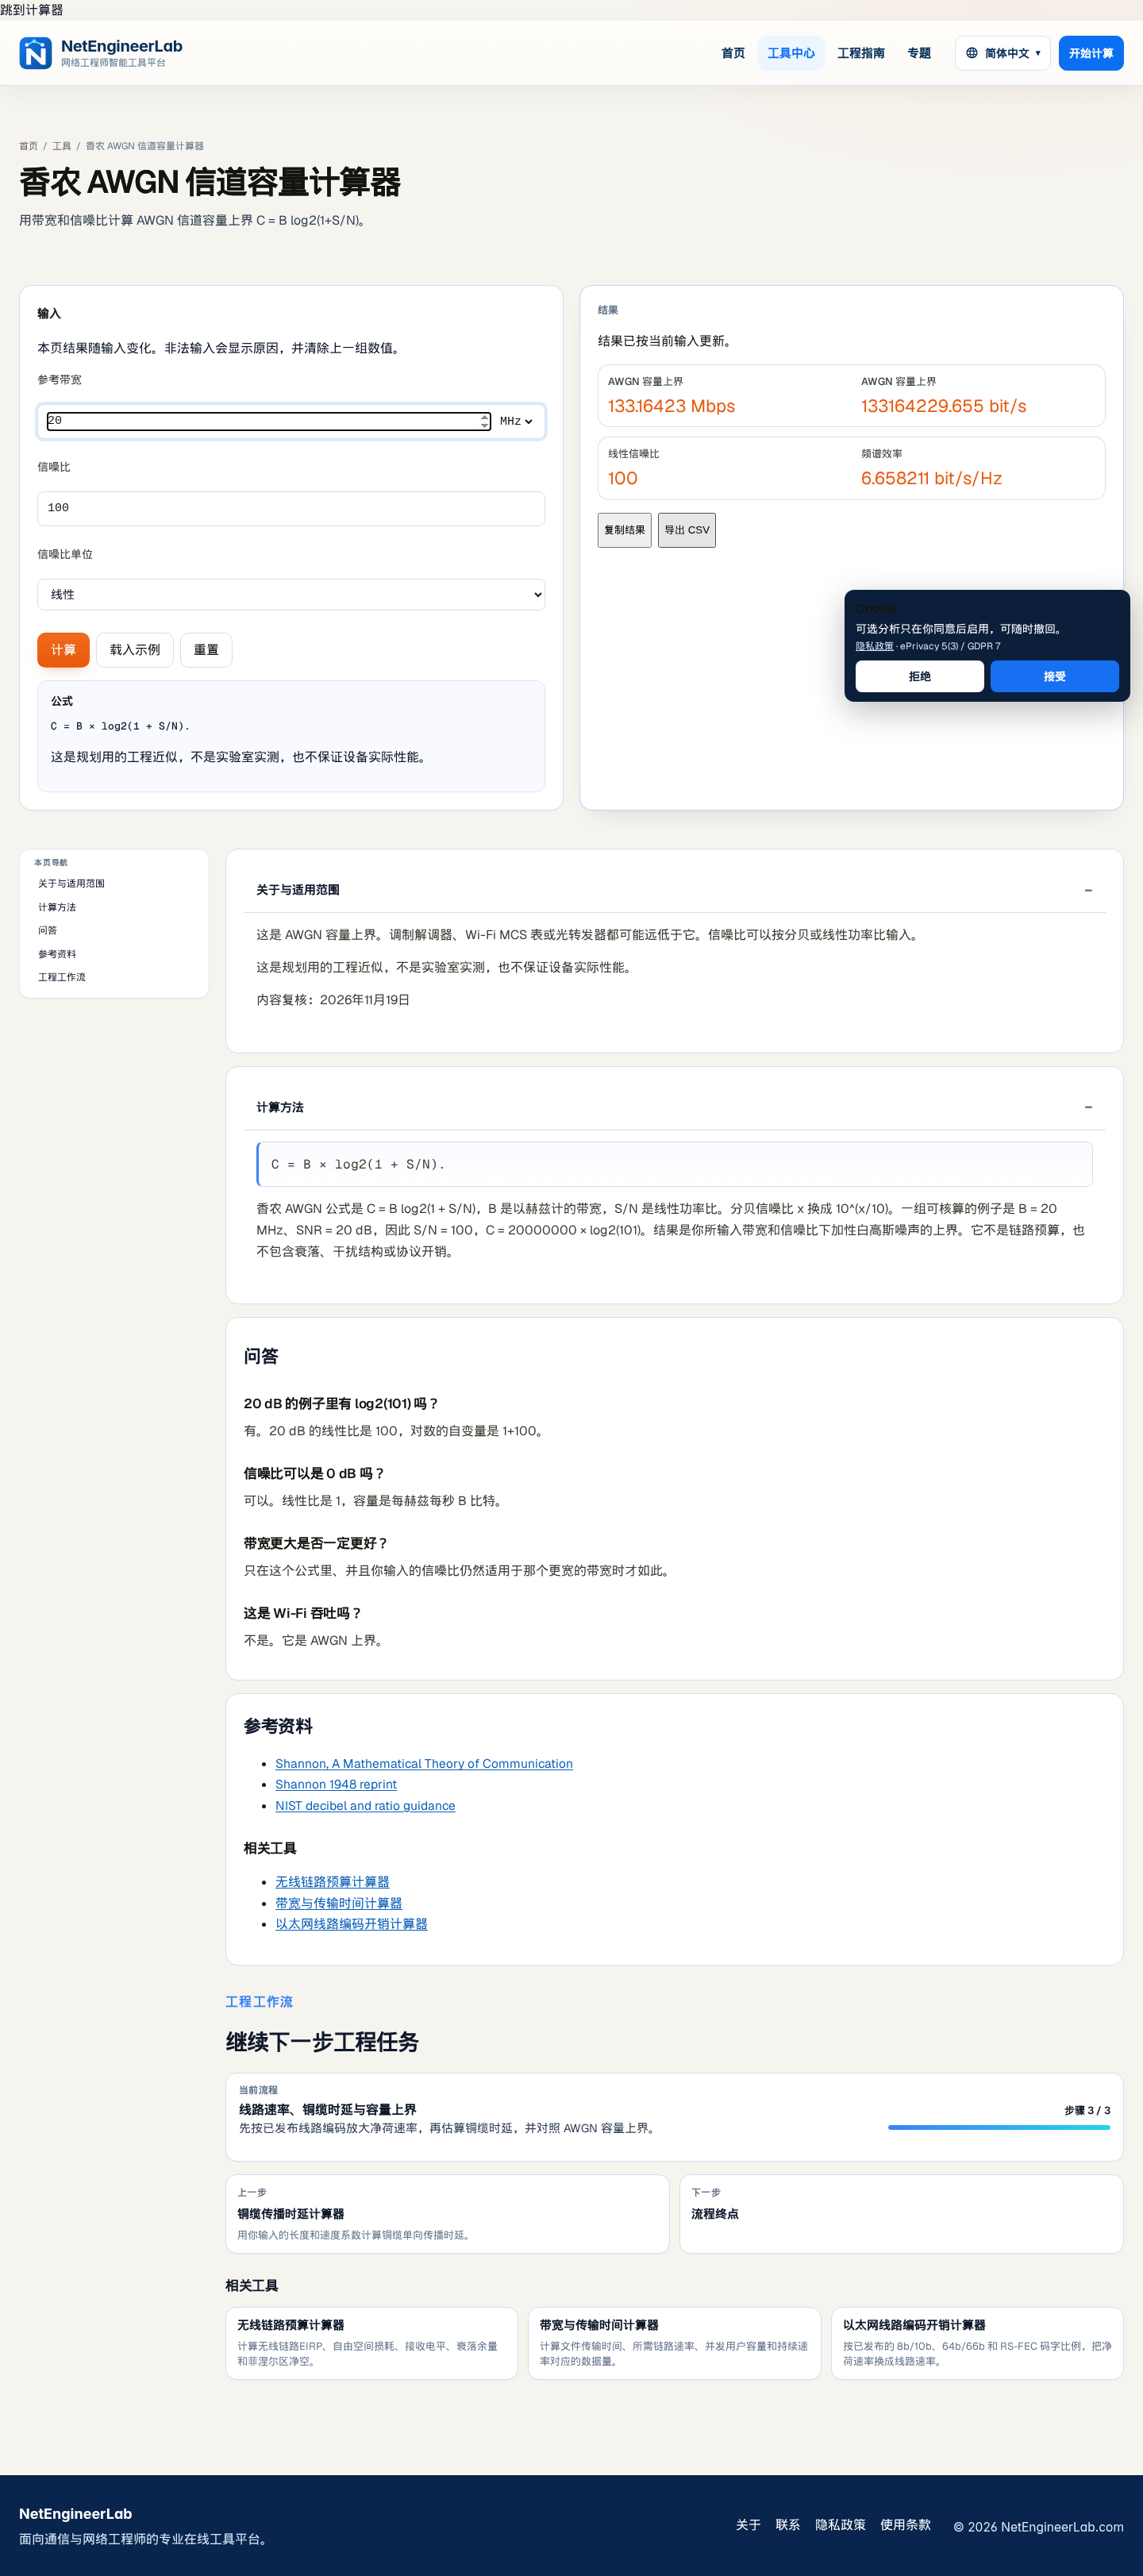 跳到计算器
NetEngineerLab
网络工程师智能工具平台
首页
工具中心
工程指南
专题
简体中文 ▾
开始计算
首页 / 工具 / 香农 AWGN 信道容量计算器
香农 AWGN 信道容量计算器
用带宽和信噪比计算 AWGN 信道容量上界 C = B log2(1+S/N)。
输入
本页结果随输入变化。非法输入会显示原因，并清除上一组数值。
参考带宽
20
MHz
信噪比
100
信噪比单位
线性
计算
载入示例
重置
公式
C = B × log2(1 + S/N).
这是规划用的工程近似，不是实验室实测，也不保证设备实际性能。
结果
结果已按当前输入更新。
AWGN 容量上界
133.16423 Mbps
AWGN 容量上界
133164229.655 bit/s
线性信噪比
100
频谱效率
6.658211 bit/s/Hz
复制结果
导出 CSV
Cookie
可选分析只在你同意后启用，可随时撤回。
隐私政策 · ePrivacy 5(3) / GDPR 7
拒绝
接受
本页导航
关于与适用范围
计算方法
问答
参考资料
工程工作流
关于与适用范围
−
这是 AWGN 容量上界。调制解调器、Wi-Fi MCS 表或光转发器都可能远低于它。信噪比可以按分贝或线性功率比输入。
这是规划用的工程近似，不是实验室实测，也不保证设备实际性能。
内容复核：2026年11月19日
计算方法
−
C = B × log2(1 + S/N).
香农 AWGN 公式是 C = B log2(1 + S/N)，B 是以赫兹计的带宽，S/N 是线性功率比。分贝信噪比 x 换成 10^(x/10)。一组可核算的例子是 B = 20
MHz、SNR = 20 dB，因此 S/N = 100，C = 20000000 × log2(101)。结果是你所输入带宽和信噪比下加性白高斯噪声的上界。它不是链路预算，也
不包含衰落、干扰结构或协议开销。
问答
20 dB 的例子里有 log2(101) 吗？
有。20 dB 的线性比是 100，对数的自变量是 1+100。
信噪比可以是 0 dB 吗？
可以。线性比是 1，容量是每赫兹每秒 B 比特。
带宽更大是否一定更好？
只在这个公式里、并且你输入的信噪比仍然适用于那个更宽的带宽时才如此。
这是 Wi-Fi 吞吐吗？
不是。它是 AWGN 上界。
参考资料
Shannon, A Mathematical Theory of Communication
Shannon 1948 reprint
NIST decibel and ratio guidance
相关工具
无线链路预算计算器
带宽与传输时间计算器
以太网线路编码开销计算器
工程工作流
继续下一步工程任务
当前流程
线路速率、铜缆时延与容量上界
先按已发布线路编码放大净荷速率，再估算铜缆时延，并对照 AWGN 容量上界。
步骤 3 / 3
上一步
铜缆传播时延计算器
用你输入的长度和速度系数计算铜缆单向传播时延。
下一步
流程终点
相关工具
无线链路预算计算器
计算无线链路EIRP、自由空间损耗、接收电平、衰落余量
和菲涅尔区净空。
带宽与传输时间计算器
计算文件传输时间、所需链路速率、并发用户容量和持续速
率对应的数据量。
以太网线路编码开销计算器
按已发布的 8b/10b、64b/66b 和 RS-FEC 码字比例，把净
荷速率换成线路速率。
NetEngineerLab
面向通信与网络工程师的专业在线工具平台。
关于
联系
隐私政策
使用条款
© 2026 NetEngineerLab.com